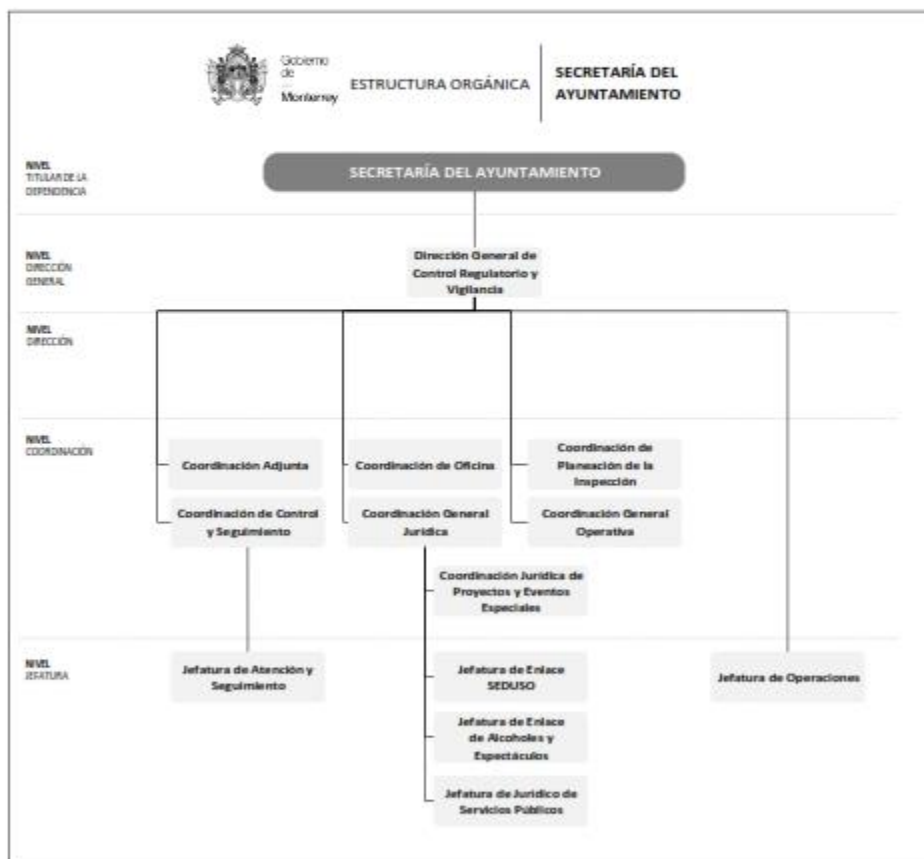 Gobierno
de
Monterrey
ESTRUCTURA ORGÁNICA
SECRETARÍA DEL
AYUNTAMIENTO
NIVEL
TITULAR DE LA
DEPENDENCIA
SECRETARÍA DEL AYUNTAMIENTO
NIVEL
DIRECCIÓN
GENERAL
Dirección General de
Control Regulatorio y
Vigilancia
NIVEL
DIRECCIÓN
NIVEL
COORDINACIÓN
Coordinación Adjunta
Coordinación de Oficina
Coordinación de
Planeación de la
Inspección
Coordinación de Control
y Seguimiento
Coordinación General
Jurídica
Coordinación General
Operativa
Coordinación Jurídica de
Proyectos y Eventos
Especiales
NIVEL
JEFATURA
Jefatura de Atención y
Seguimiento
Jefatura de Enlace
SEDUSO
Jefatura de Operaciones
Jefatura de Enlace
de Alcoholes y
Espectáculos
Jefatura de Jurídico de
Servicios Públicos